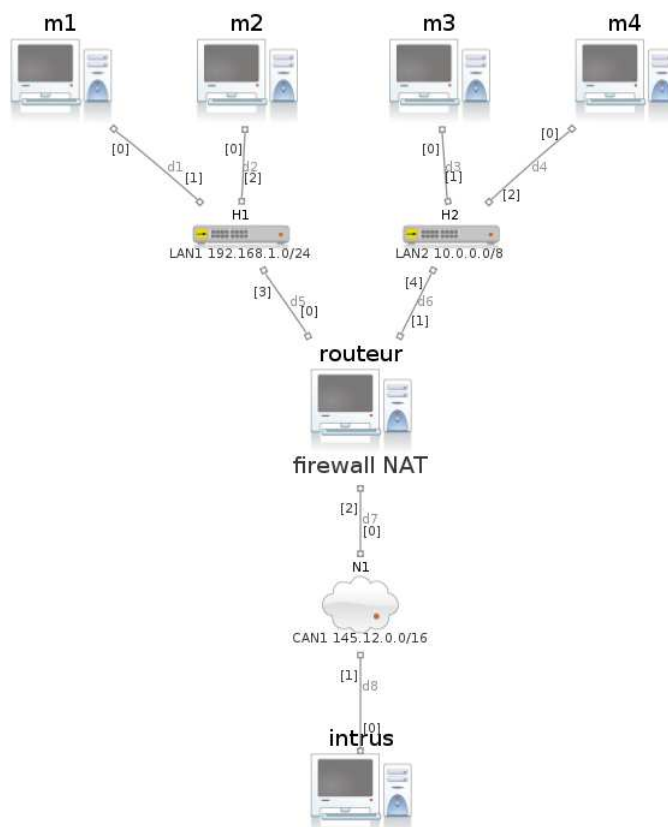 m1
m2
m3
m4
[0]
d1
[1]
[0]
d2
[2]
[0]
d3
[1]
[0]
d4
[2]
H1
LAN1 192.168.1.0/24
H2
LAN2 10.0.0.0/8
[3]
d5
[0]
[4]
d6
[1]
routeur
firewall NAT
[2]
d7
[0]
N1
CAN1 145.12.0.0/16
[1]
d8
[0]
intrus